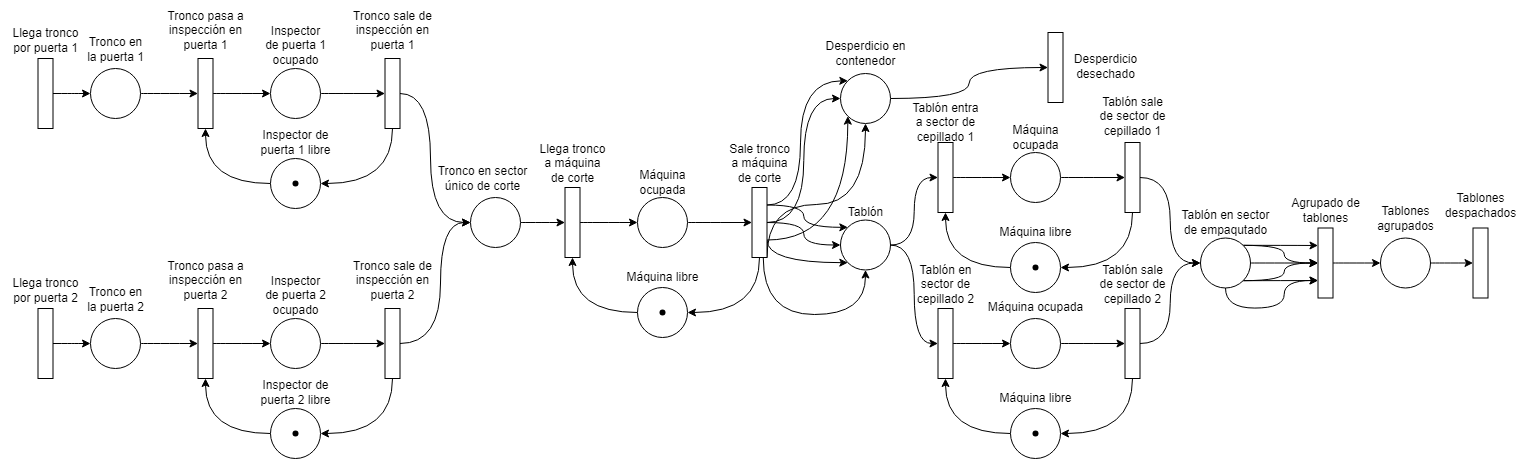 Llega tronco
por puerta 1
Tronco en
la puerta 1
Tronco pasa a
inspección en
puerta 1
Inspector
de puerta 1
ocupado
Tronco sale de
inspección en
puerta 1
Inspector de
puerta 1 libre
Llega tronco
por puerta 2
Tronco en
la puerta 2
Tronco pasa a
inspección en
puerta 2
Inspector
de puerta 2
ocupado
Tronco sale de
inspección en
puerta 2
Inspector de
puerta 2 libre
Tronco en sector
único de corte
Llega tronco
a máquina
de corte
Máquina
ocupada
Máquina libre
Sale tronco
a máquina
de corte
Desperdicio en
contenedor
Desperdicio
desechado
Tablón
Tablón entra
a sector de
cepillado 1
Máquina
ocupada
Tablón sale
de sector de
cepillado 1
Máquina libre
Tablón en
sector de
cepillado 2
Máquina ocupada
Tablón sale
de sector de
cepillado 2
Máquina libre
Tablón en sector
de empaqutado
Agrupado de
tablones
Tablones
agrupados
Tablones
despachados